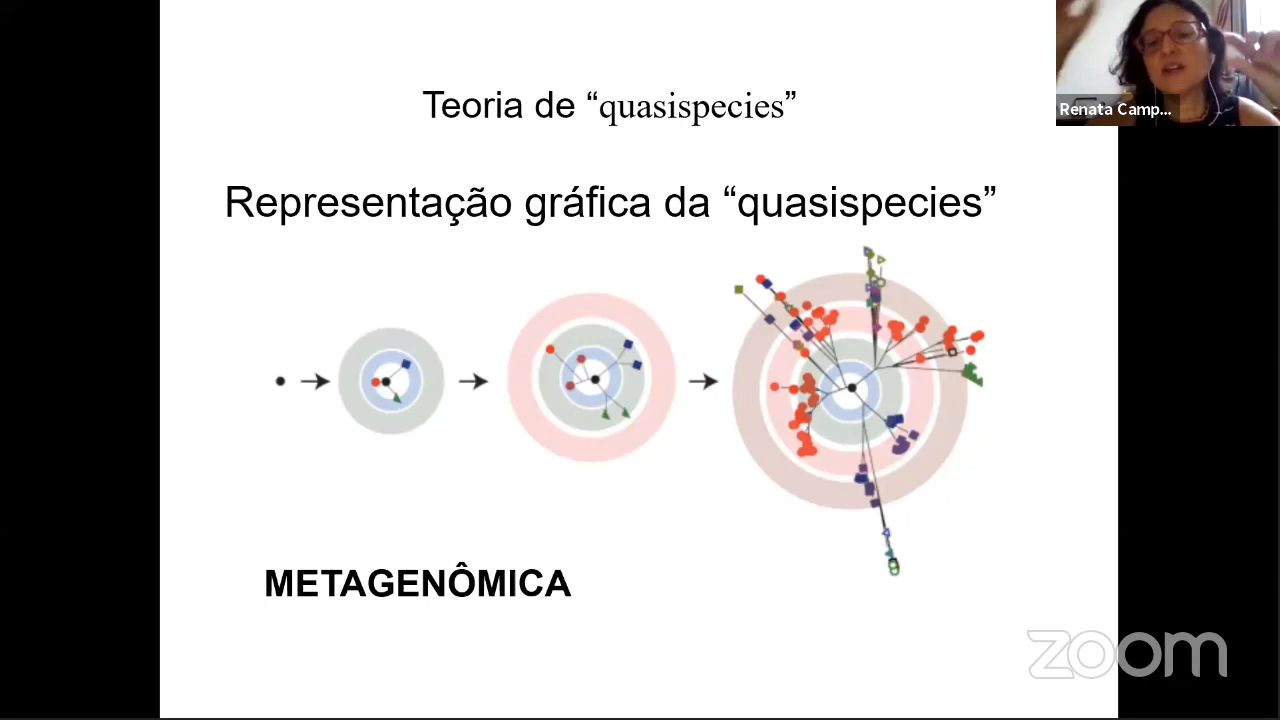 Teoria de “quasispecies”
Renata Camp...
Representação gráfica da “quasispecies”
METAGENÔMICA
zoom